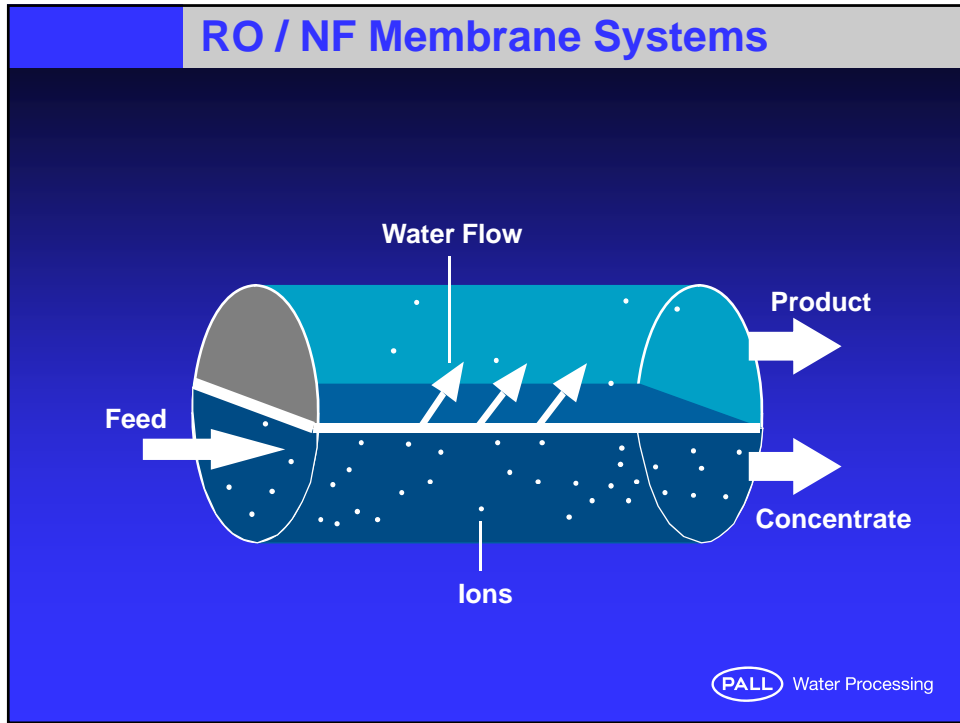 RO / NF Membrane Systems
Water Flow
Product
Feed
Concentrate
Ions
PALL Water Processing